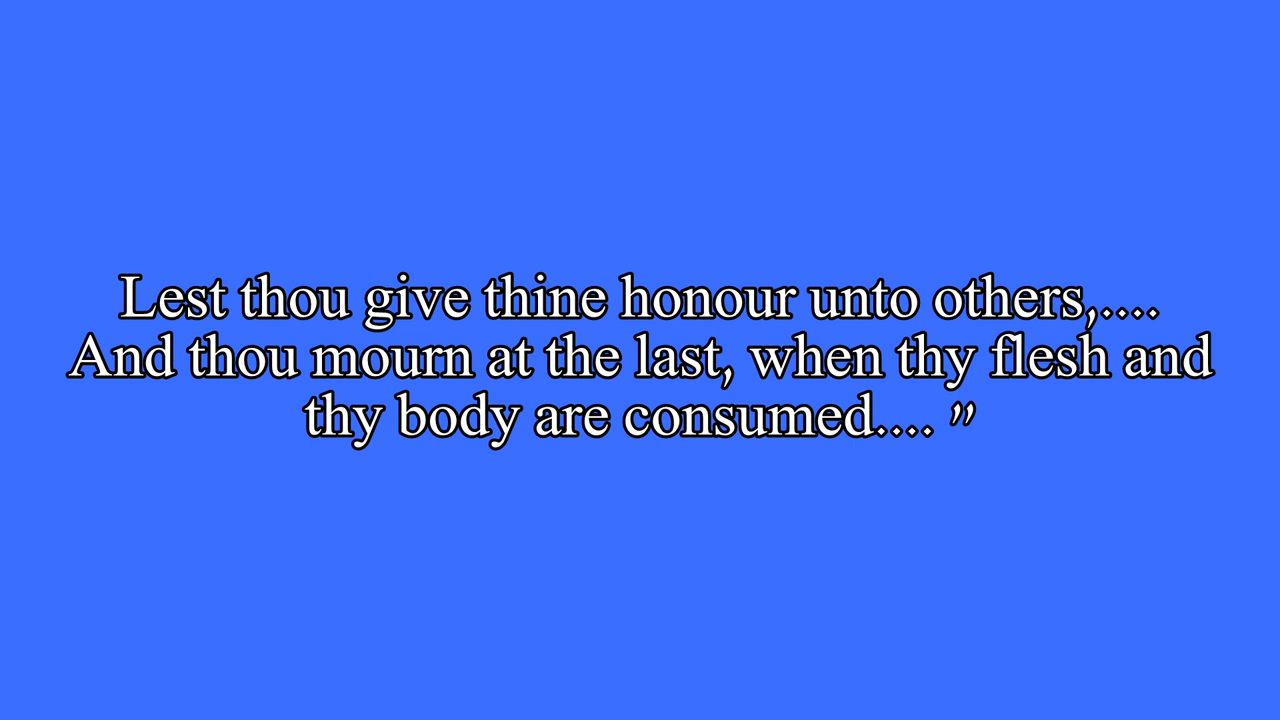 Lest thou give thine honour unto others,....
And thou mourn at the last, when thy flesh and
thy body are consumed.... ”